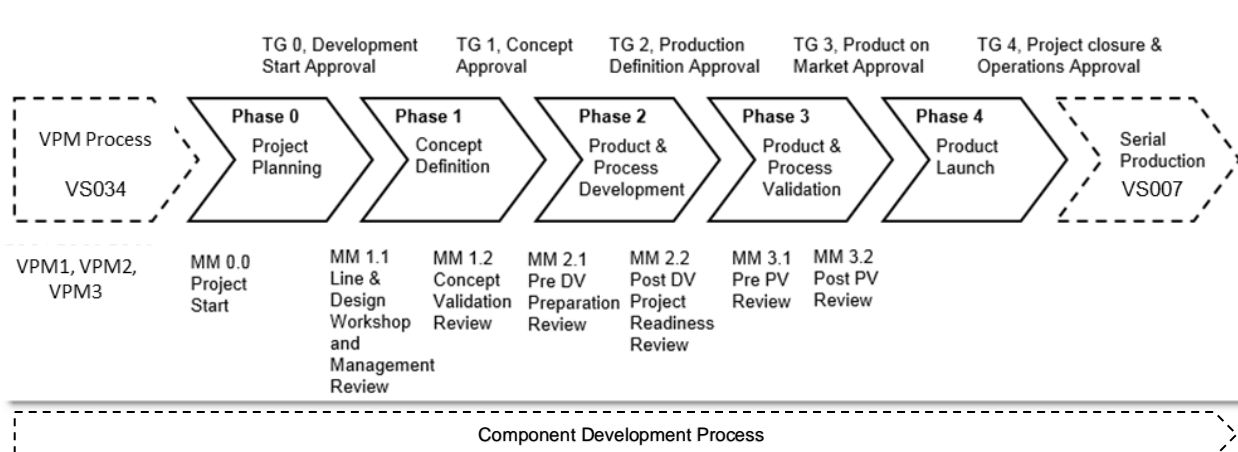 TG 0, Development
Start Approval
TG 1, Concept
Approval
TG 2, Production
Definition Approval
TG 3, Product on
Market Approval
TG 4, Project closure &
Operations Approval
VPM Process
VS034
Phase 0
Project
Planning
Phase 1
Concept
Definition
Phase 2
Product &
Process
Development
Phase 3
Product &
Process
Validation
Phase 4
Product
Launch
Serial
Production
VS007
VPM1, VPM2,
VPM3
MM 0.0
Project
Start
MM 1.1
Line &
Design
Workshop
and
Management
Review
MM 1.2
Concept
Validation
Review
MM 2.1
Pre DV
Preparation
Review
MM 2.2
Post DV
Project
Readiness
Review
MM 3.1
Pre PV
Review
MM 3.2
Post PV
Review
Component Development Process